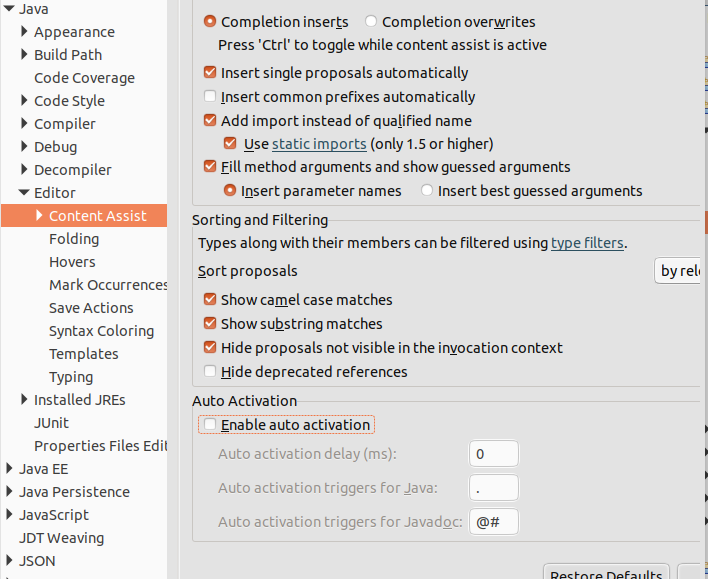 Java
Appearance
Build Path
Code Coverage
Code Style
Compiler
Debug
Decompiler
Editor
Content Assist
Folding
Hovers
Mark Occurrences
Save Actions
Syntax Coloring
Templates
Typing
Installed JREs
JUnit
Properties Files Edit
Java EE
Java Persistence
JavaScript
JDT Weaving
JSON
Completion inserts Completion overwrites
Press 'Ctrl' to toggle while content assist is active
Insert single proposals automatically
Insert common prefixes automatically
Add import instead of qualified name
Use static imports (only 1.5 or higher)
Fill method arguments and show guessed arguments
Insert parameter names Insert best guessed arguments
Sorting and Filtering
Types along with their members can be filtered using type filters.
Sort proposals by rel
Show camel case matches
Show substring matches
Hide proposals not visible in the invocation context
Hide deprecated references
Auto Activation
Enable auto activation
Auto activation delay (ms): 0
Auto activation triggers for Java: .
Auto activation triggers for Javadoc: @#
Restore Defaults